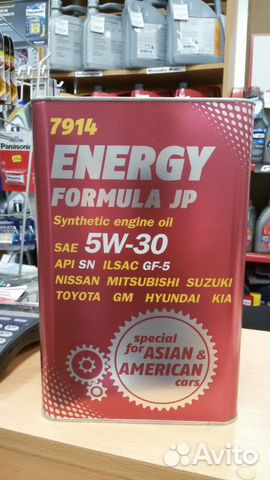 7914
ENERGY
FORMULA JP
Synthetic engine oil
SAE 5W-30
API SN ILSAC GF-5
NISSAN MITSUBISHI SUZUKI
TOYOTA GM HYUNDAI KIA
special
for ASIAN &
AMERICAN
cars
Panasonic
VARTA
Avito